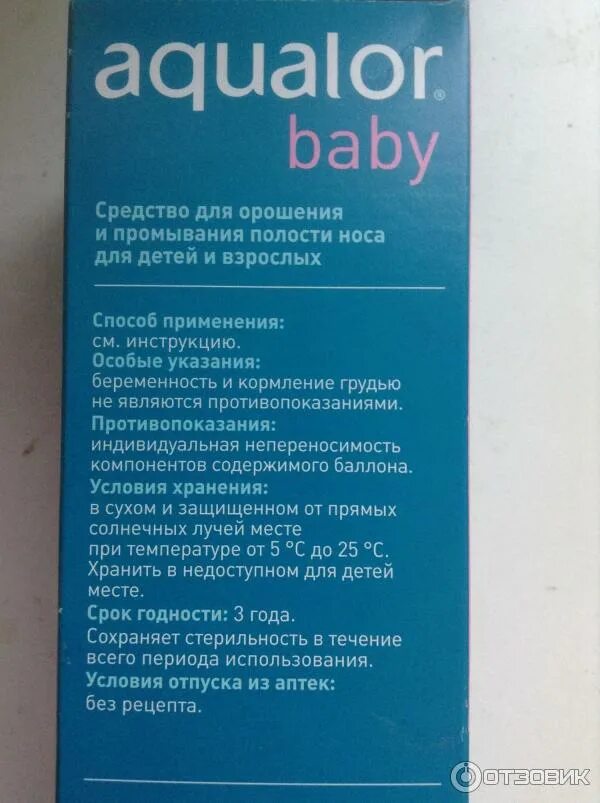 aqualor®
baby
Средство для орошения
и промывания полости носа
для детей и взрослых
Способ применения:
см. инструкцию.
Особые указания:
беременность и кормление грудью
не являются противопоказаниями.
Противопоказания:
индивидуальная непереносимость
компонентов содержимого баллона.
Условия хранения:
в сухом и защищенном от прямых
солнечных лучей месте
при температуре от 5 °C до 25 °C.
Хранить в недоступном для детей
месте.
Срок годности: 3 года.
Сохраняет стерильность в течение
всего периода использования.
Условия отпуска из аптек:
без рецепта.
ОТЗОВИК